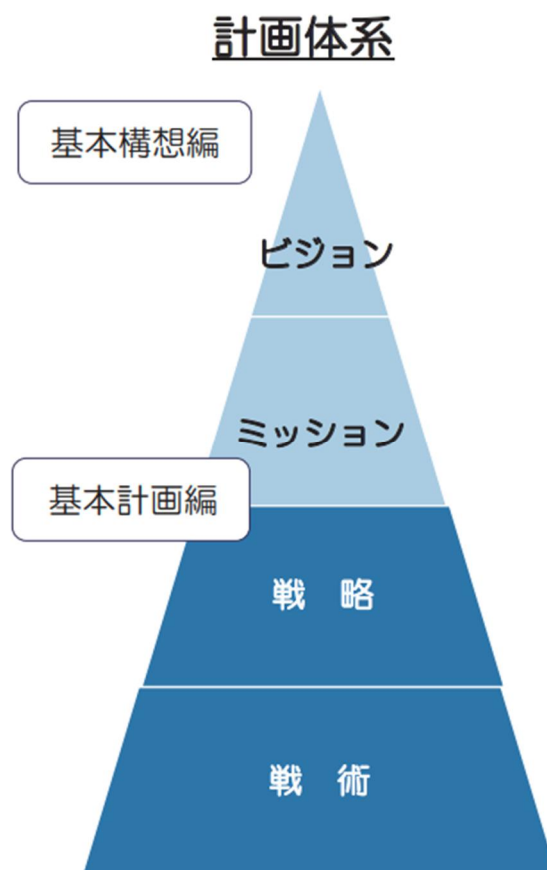 計画体系
基本構想編
ビジョン
ミッション
基本計画編
戦　略
戦　術